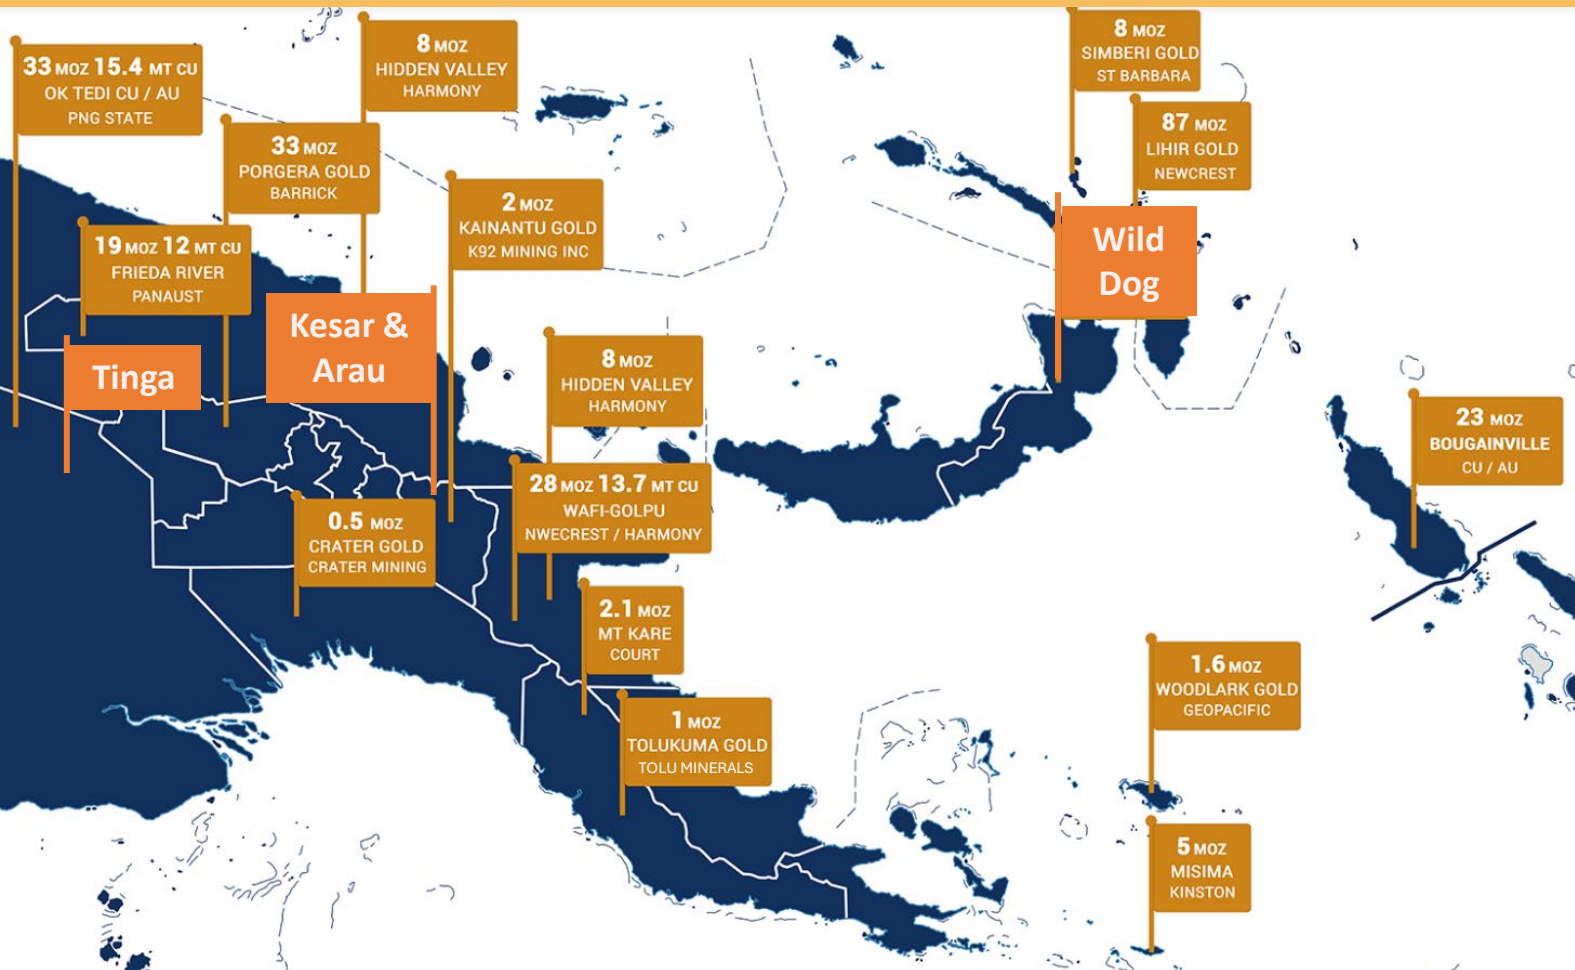 33 MOZ 15.4 MT CU
OK TEDI CU / AU
PNG STATE
8 MOZ
HIDDEN VALLEY
HARMONY
8 MOZ
SIMBERI GOLD
ST BARBARA
33 MOZ
PORGERA GOLD
BARRICK
87 MOZ
LIHIR GOLD
NEWCREST
2 MOZ
KAINANTU GOLD
K92 MINING INC
19 MOZ 12 MT CU
FRIEDA RIVER
PANAUST
Wild
Dog
Kesar &
Arau
Tinga
8 MOZ
HIDDEN VALLEY
HARMONY
23 MOZ
BOUGAINVILLE
CU / AU
28 MOZ 13.7 MT CU
WAFI-GOLPU
NWECREST / HARMONY
0.5 MOZ
CRATER GOLD
CRATER MINING
2.1 MOZ
MT KARE
COURT
1.6 MOZ
WOODLARK GOLD
GEOPACIFIC
1 MOZ
TOLUKUMA GOLD
TOLU MINERALS
5 MOZ
MISIMA
KINSTON